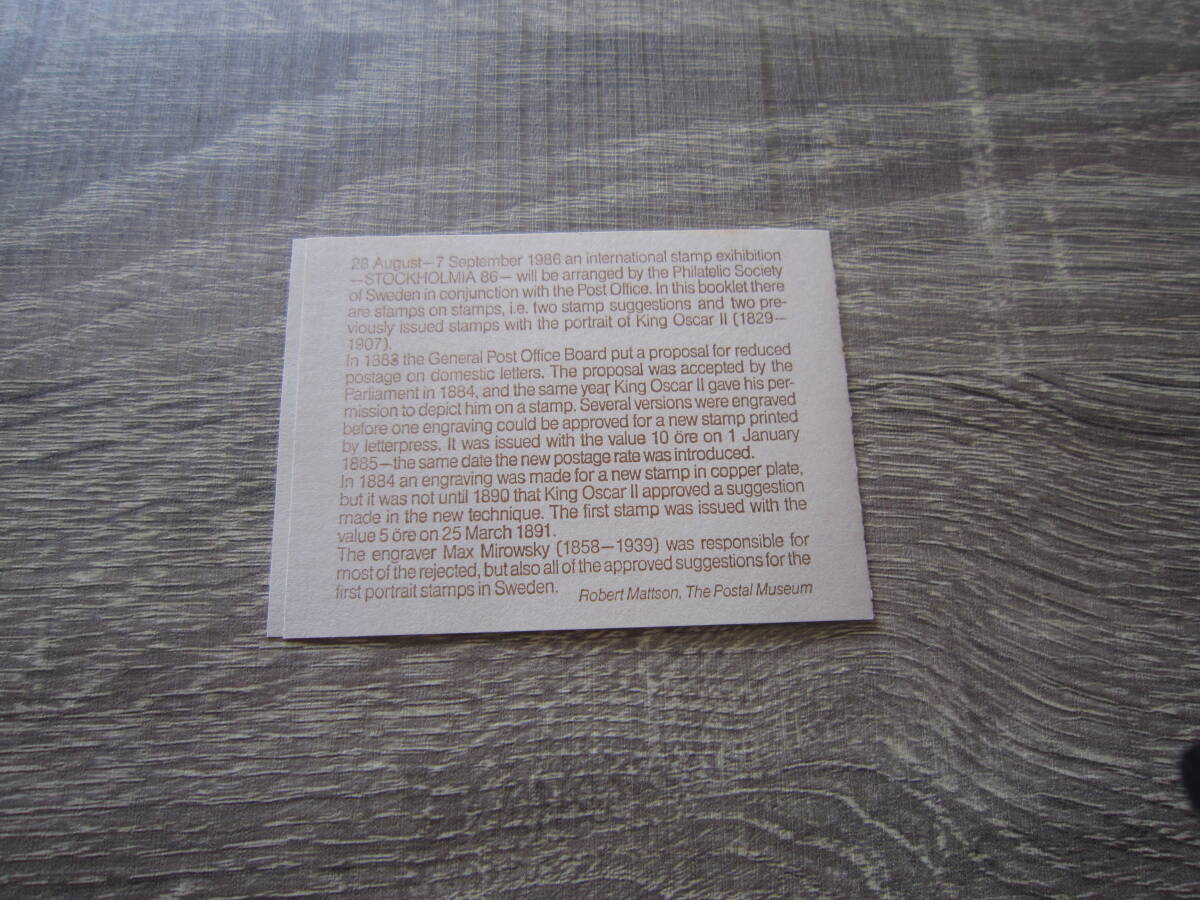 28 August—7 September 1986 an international stamp exihibition
—STOCKHOLMIA 86— will be arranged by the Philatelic Society
of Sweden in conjunction with the Post Office. In this booklet there
are stamps on stamps, i.e. two stamp suggestions and two pre-
viously issued stamps with the portrait of King Oscar II (1829—
1907).
In 1883 the General Post Office Board put a proposal for reduced
postage on domestic letters. The proposal was accepted by the
Parliament in 1884, and the same year King Oscar II gave his per-
mission to depict him on a stamp. Several versions were engraved
before one engraving could be approved for a new stamp printed
by letterpress. It was issued with the value 10 öre on 1 January
1885—the same date the new postage rate was introduced.
In 1884 an engraving was made for a new stamp in copper plate,
but it was not until 1890 that King Oscar II approved a suggestion
made in the new technique. The first stamp was issued with the
value 5 öre on 25 March 1891.
The engraver Max Mirowsky (1858—1939) was responsible for
most of the rejected, but also all of the approved suggestions for the
first portrait stamps in Sweden.
Robert Mattson, The Postal Museum